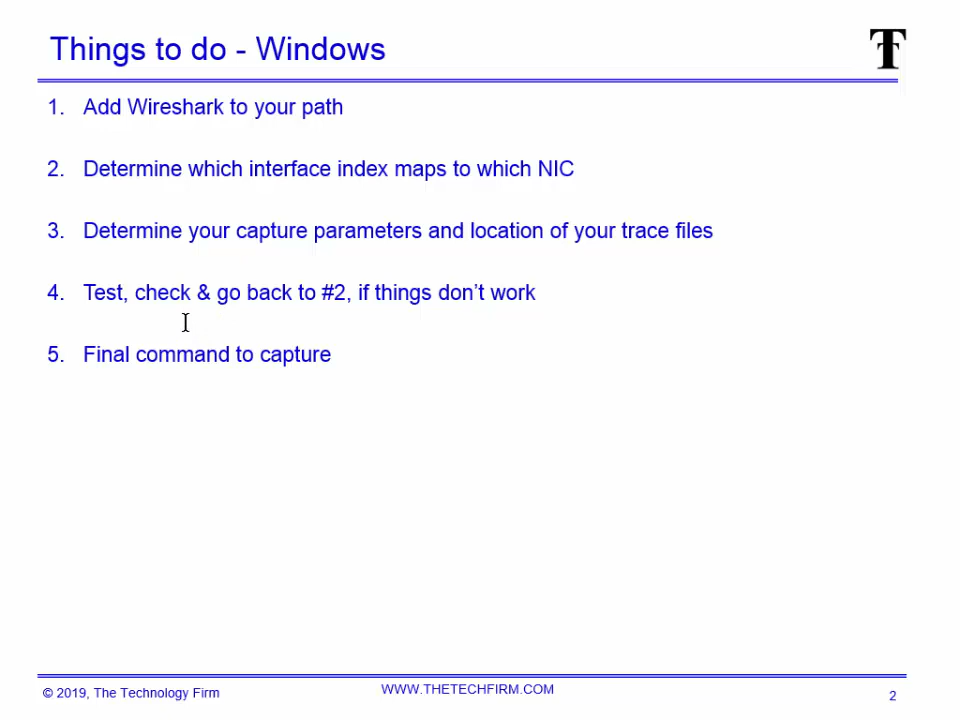 Things to do - Windows
1. Add Wireshark to your path
2. Determine which interface index maps to which NIC
3. Determine your capture parameters and location of your trace files
4. Test, check & go back to #2, if things don't work
5. Final command to capture
© 2019, The Technology Firm
WWW.THETECHFIRM.COM
2